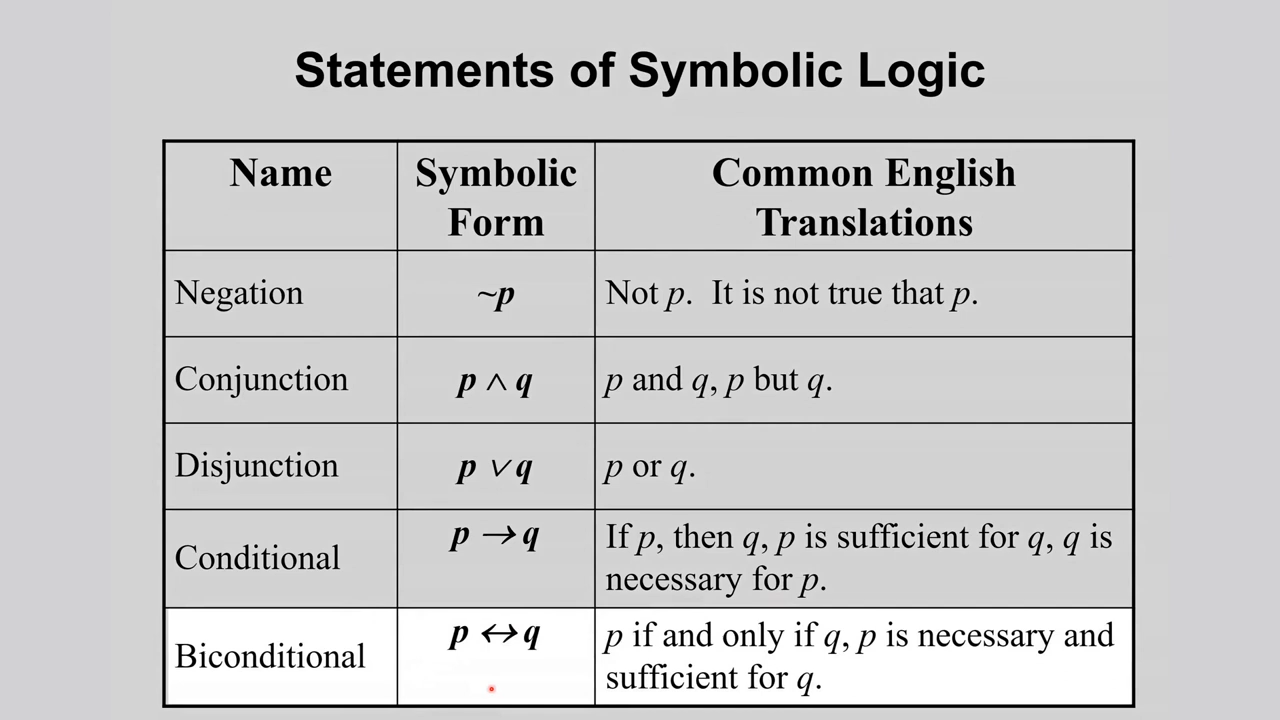 Statements of Symbolic Logic
Name
Symbolic
Form
Common English
Translations
Negation
~p
Not p. It is not true that p.
Conjunction
p ∧ q
p and q, p but q.
Disjunction
p ∨ q
p or q.
Conditional
p → q
If p, then q, p is sufficient for q, q is
necessary for p.
Biconditional
p ↔ q
p if and only if q, p is necessary and
sufficient for q.